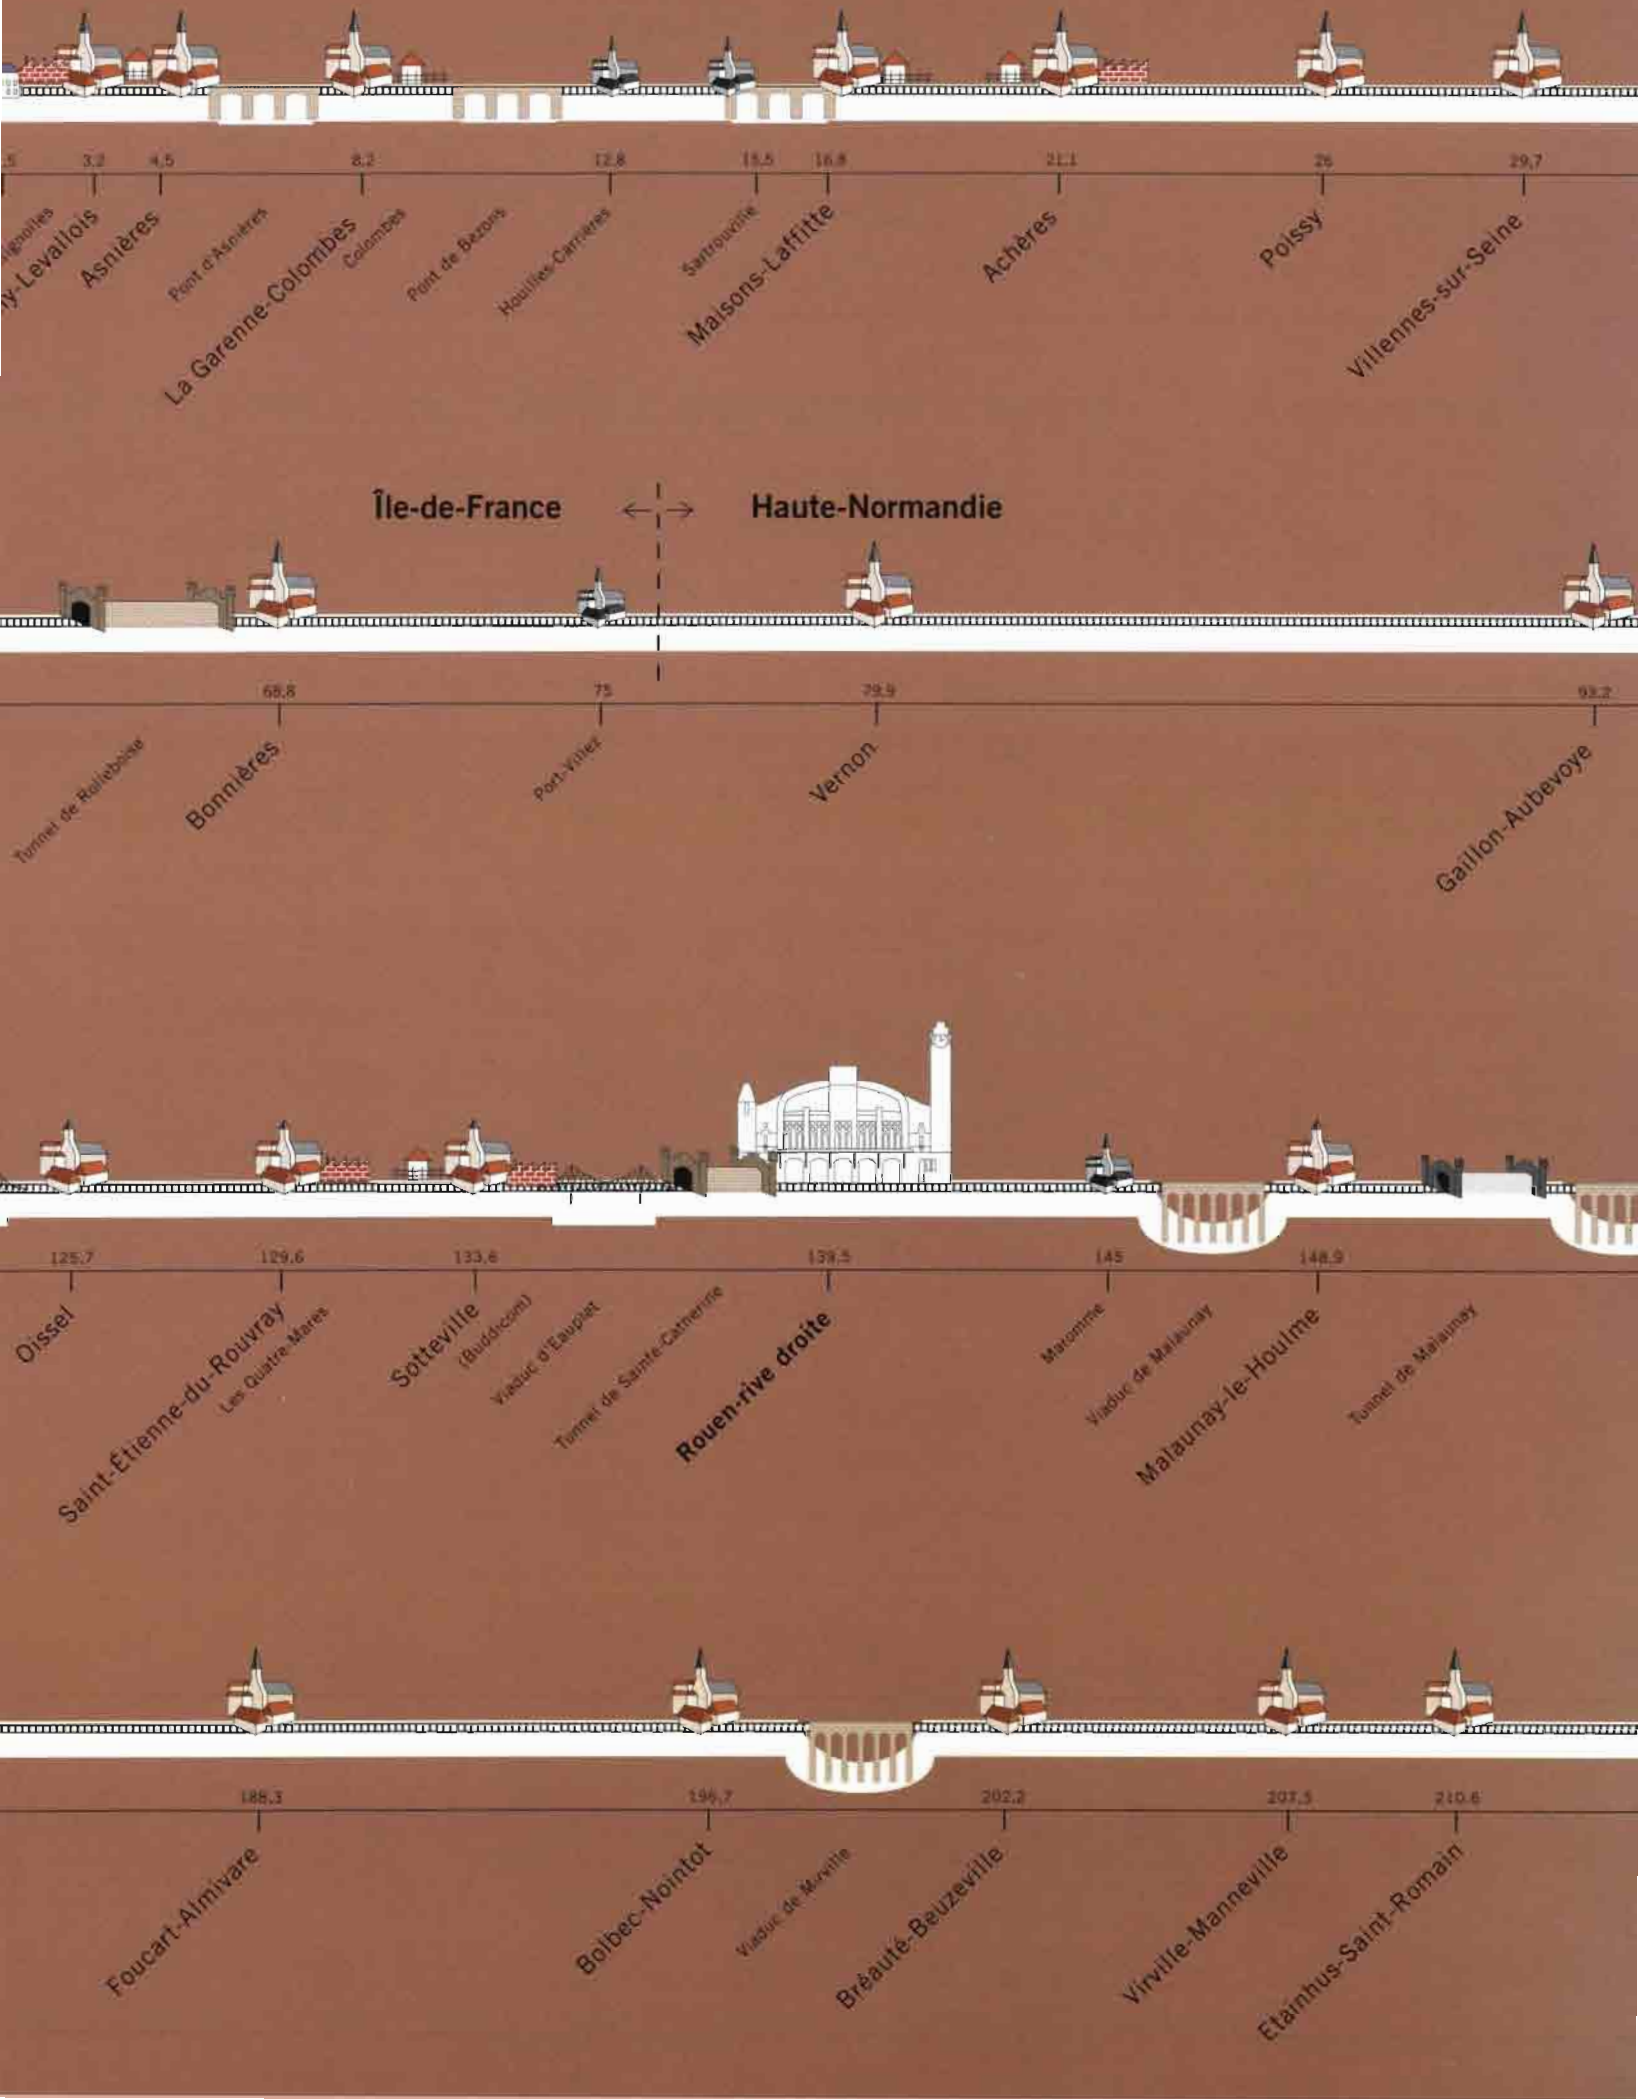 3,2 4,5 8,2 12,8 15,5 16,8 21,1 26 29,7
Asnières
Pont d'Asnières
La Garenne-Colombes
Colombes
Pont de Bezons
Houilles-Carrières
Sartrouville
Maisons-Laffitte
Achères
Poissy
Villennes-sur-Seine
Île-de-France ← → Haute-Normandie
68,8 75 79,9 93,2
Tunnel de Rolleboise
Bonnières
Port-Villez
Vernon
Gaillon-Aubevoye
125,7 129,6 133,6 139,5 145 148,9
Oissel
Saint-Étienne-du-Rouvray
Les Quatre-Mares
Sotteville
(Buddicom)
Viaduc d'Eauplet
Tunnel de Sainte-Catherine
Rouen-rive droite
Maromme
Viaduc de Malaunay
Malaunay-le-Houlme
Tunnel de Malaunay
188,3 196,7 202,2 207,5 210,6
Foucart-Almivare
Bolbec-Nointot
Viaduc de Mirville
Bréauté-Beuzeville
Virville-Manneville
Etainhus-Saint-Romain